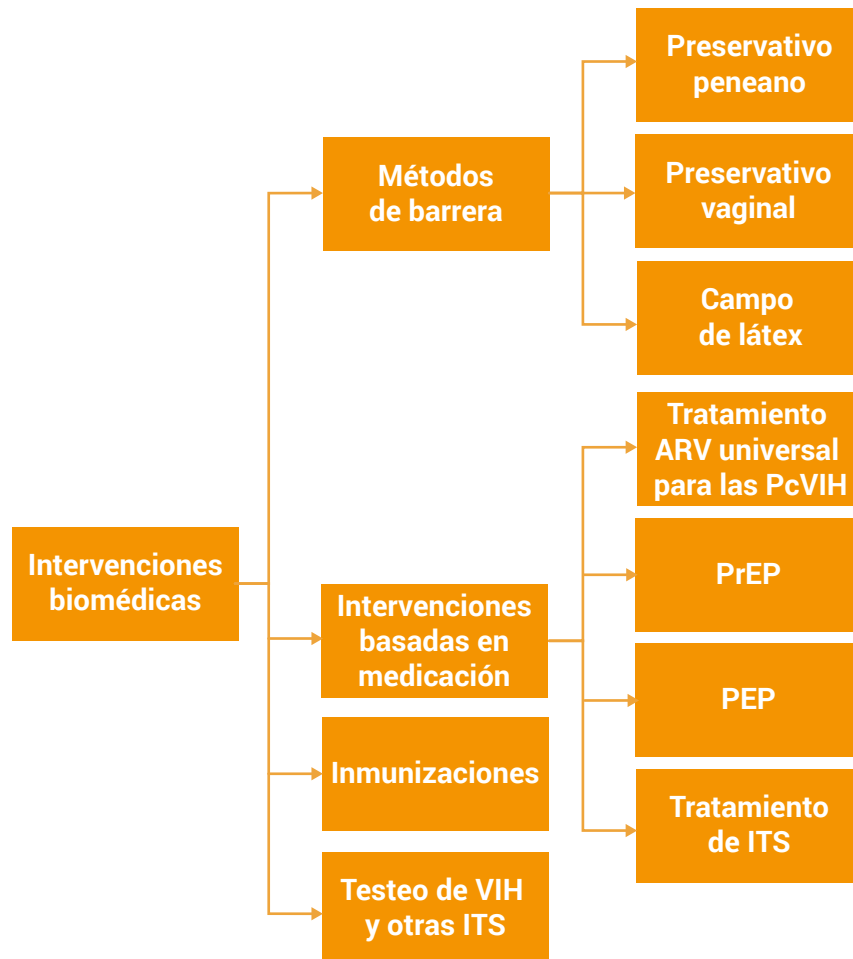 Intervenciones
biomédicas
Métodos
de barrera
Preservativo
peneano
Preservativo
vaginal
Campo
de látex
Intervenciones
basadas en
medicación
Tratamiento
ARV universal
para las PcVIH
PrEP
PEP
Tratamiento
de ITS
Inmunizaciones
Testeo de VIH
y otras ITS